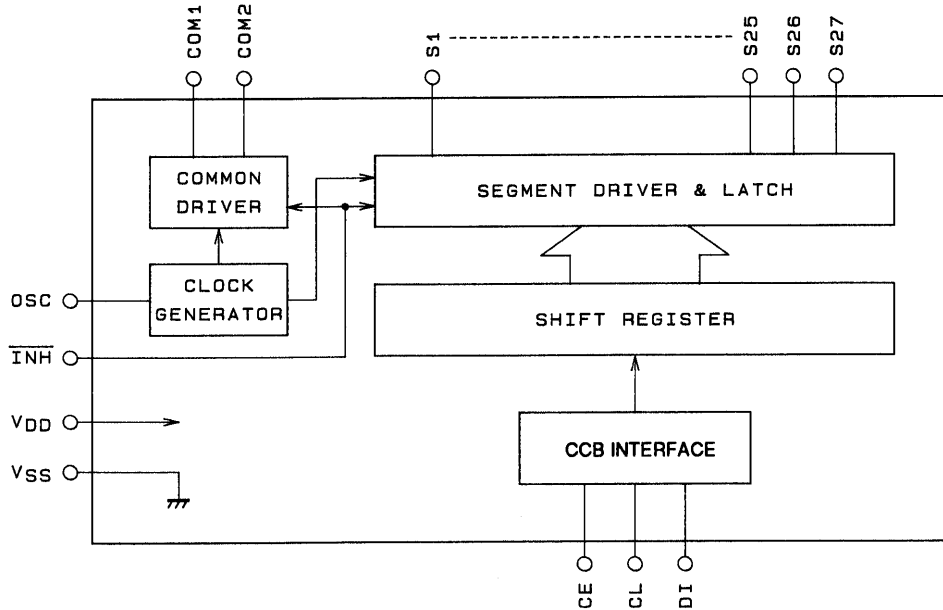 COM1
COM2
S1
S25
S26
S27
COMMON
DRIVER
SEGMENT DRIVER & LATCH
OSC
CLOCK
GENERATOR
SHIFT REGISTER
INH
VDD
CCB INTERFACE
VSS
CE
CL
DI